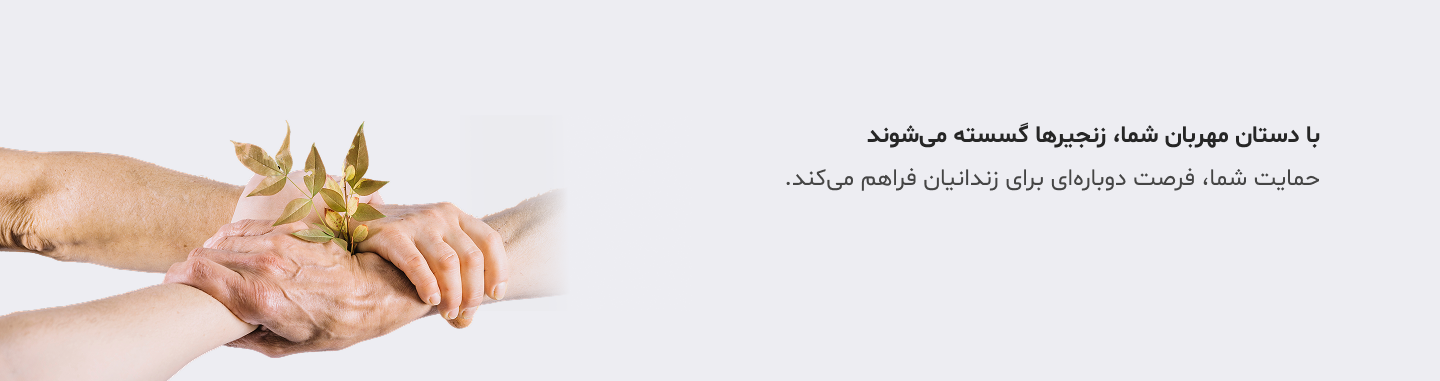 با دستان مهربان شما، زنجیرها گسسته می‌شوند
حمایت شما، فرصت دوباره‌ای برای زندانیان فراهم می‌کند.